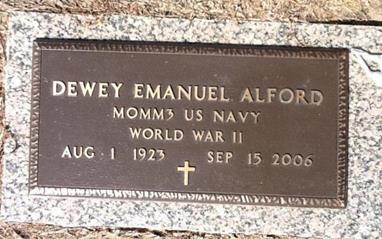 DEWEY EMANUEL ALFORD
MOMM3 US NAVY
WORLD WAR II
AUG 1 1923 SEP 15 2006